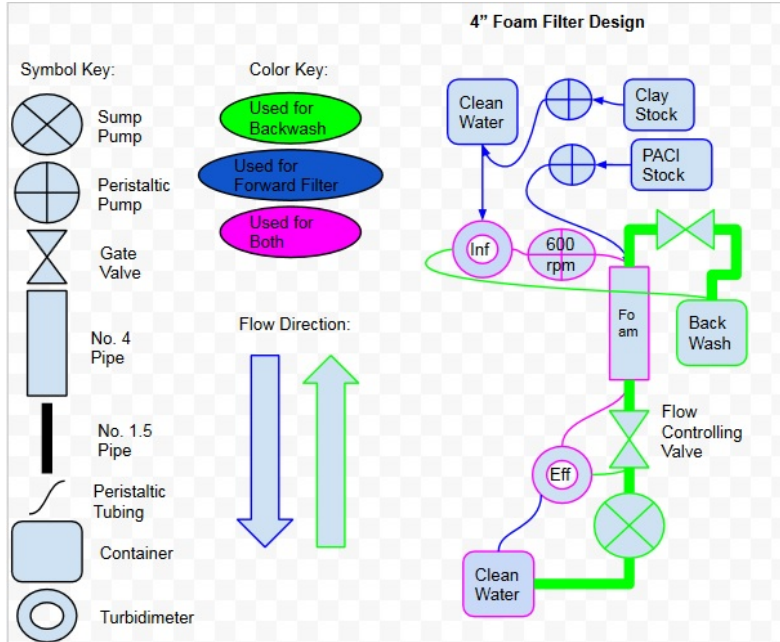 4” Foam Filter Design
Symbol Key:
Sump
Pump
Peristaltic
Pump
Gate
Valve
No. 4
Pipe
No. 1.5
Pipe
Peristaltic
Tubing
Container
Turbidimeter
Color Key:
Used for
Backwash
Used for
Forward Filter
Used for
Both
Flow Direction:
Clean
Water
Clay
Stock
PACl
Stock
Inf
600
rpm
Fo
am
Back
Wash
Flow
Controlling
Valve
Eff
Clean
Water